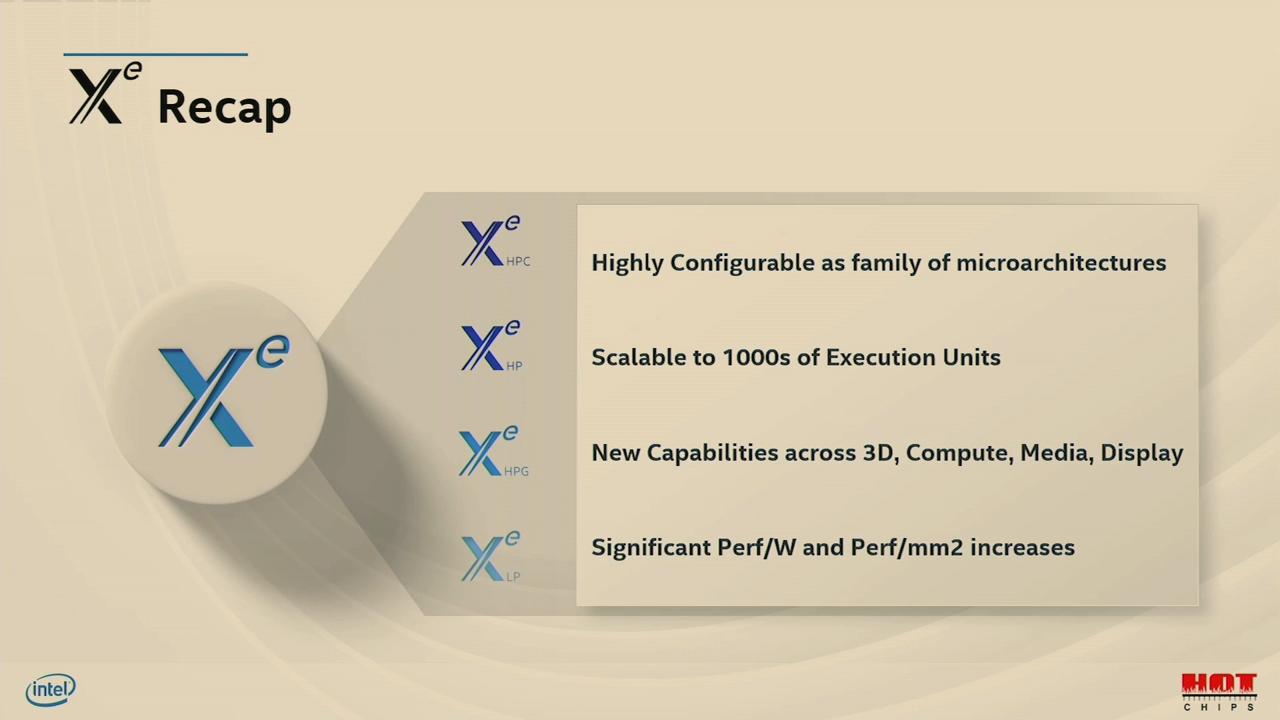 Xe Recap
Xe HPC
Highly Configurable as family of microarchitectures
Xe HP
Scalable to 1000s of Execution Units
Xe
Xe HPG
New Capabilities across 3D, Compute, Media, Display
Xe LP
Significant Perf/W and Perf/mm2 increases
intel
HOT
CHIPS